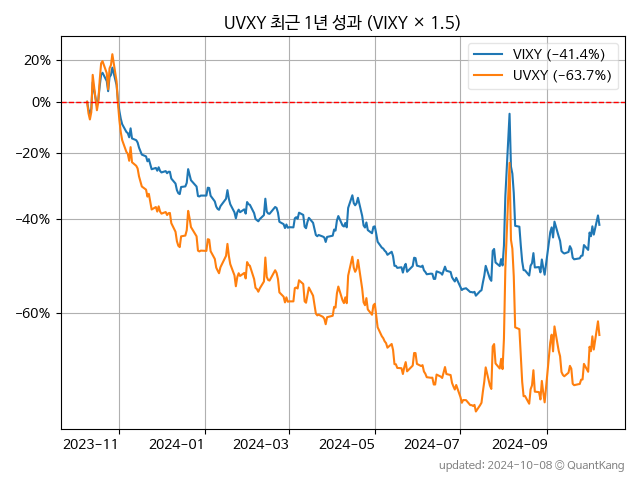 UVXY 최근 1년 성과 (VIXY × 1.5)
VIXY (−41.4%)
UVXY (−63.7%)
20%
0%
−20%
−40%
−60%
2023−11 2024−01 2024−03 2024−05 2024−07 2024−09
updated: 2024-10-08 © QuantKang